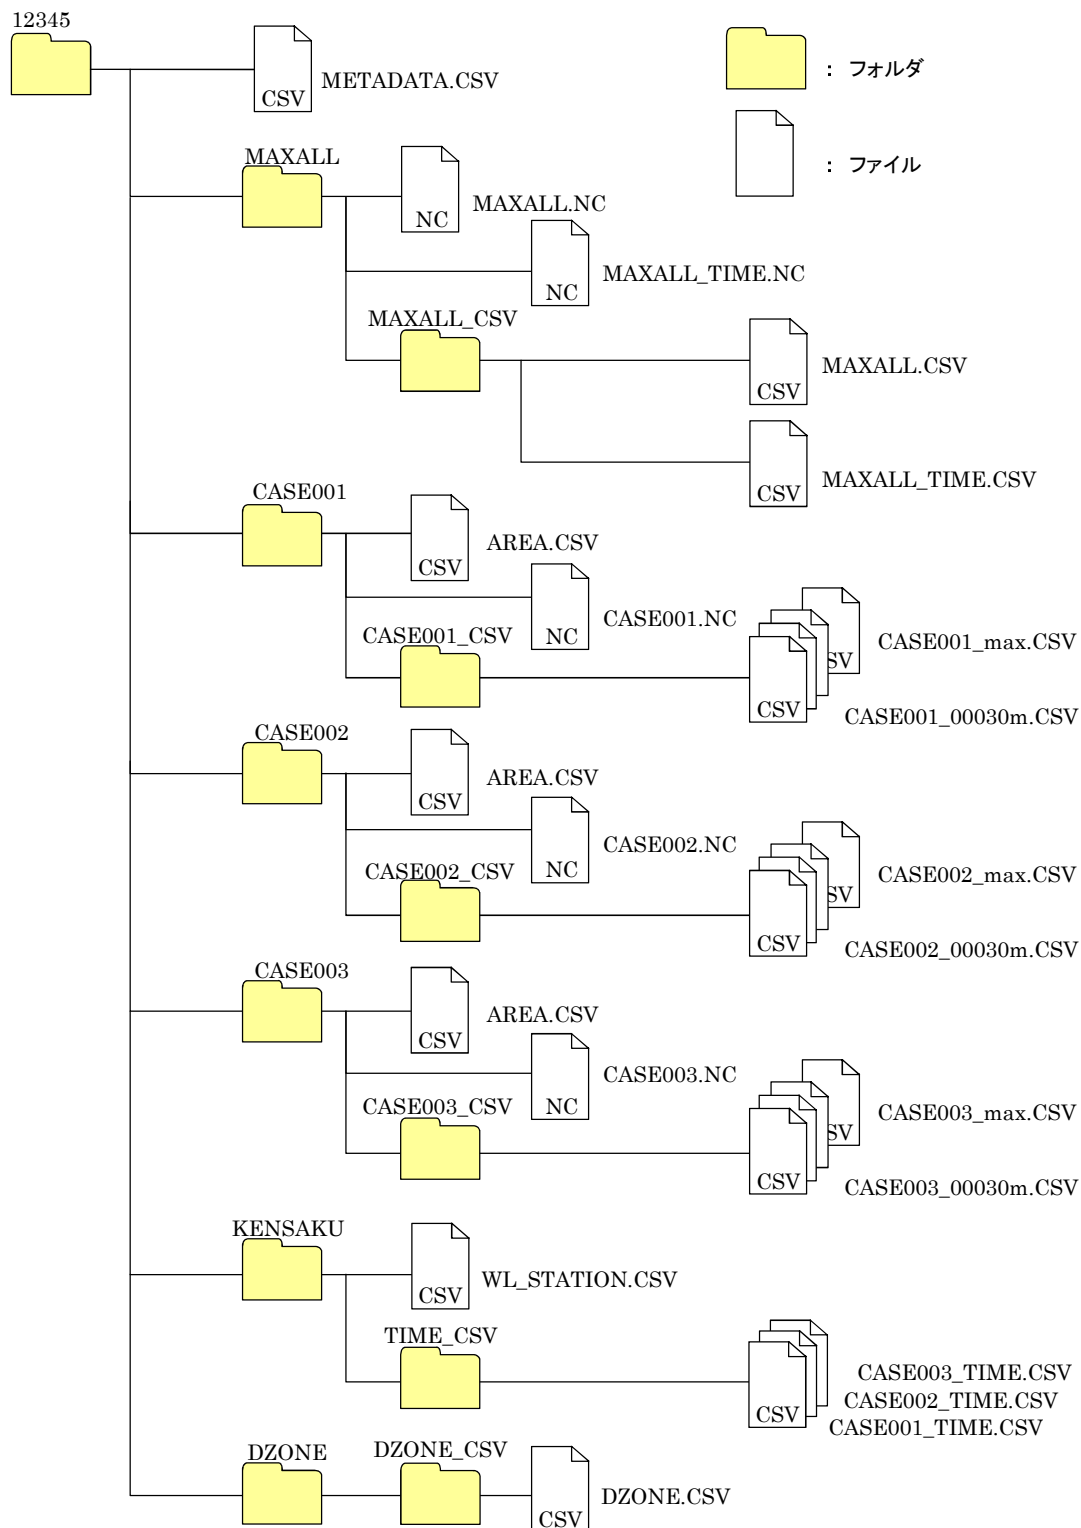 12345
CSV
METADATA.CSV
: フォルダ
: ファイル
MAXALL
NC
MAXALL.NC
NC
MAXALL_TIME.NC
MAXALL_CSV
CSV
MAXALL.CSV
CSV
MAXALL_TIME.CSV
CASE001
CSV
AREA.CSV
NC
CASE001.NC
CASE001_CSV
SV
CASE001_max.CSV
CSV
CASE001_00030m.CSV
CASE002
CSV
AREA.CSV
NC
CASE002.NC
CASE002_CSV
SV
CASE002_max.CSV
CSV
CASE002_00030m.CSV
CASE003
CSV
AREA.CSV
NC
CASE003.NC
CASE003_CSV
SV
CASE003_max.CSV
CSV
CASE003_00030m.CSV
KENSAKU
CSV
WL_STATION.CSV
TIME_CSV
CSV
CASE003_TIME.CSV
CASE002_TIME.CSV
CASE001_TIME.CSV
DZONE
DZONE_CSV
CSV
DZONE.CSV